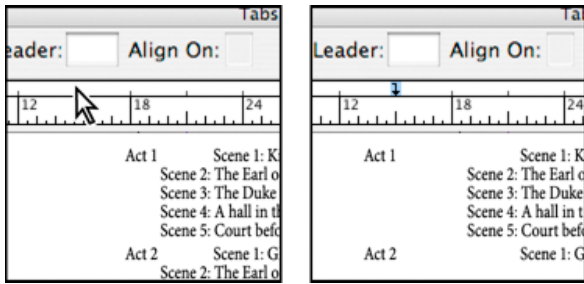 Tabs
eader: Align On:
12 18 24
Act 1 Scene 1: Ki
Scene 2: The Earl o
Scene 3: The Duke
Scene 4: A hall in th
Scene 5: Court befo
Act 2 Scene 1: G
Scene 2: The Earl o
Ta
Leader: Align On:
12 18 24
Act 1 Scene 1: K
Scene 2: The Earl o
Scene 3: The Duke
Scene 4: A hall in t
Scene 5: Court bef
Act 2 Scene 1: G